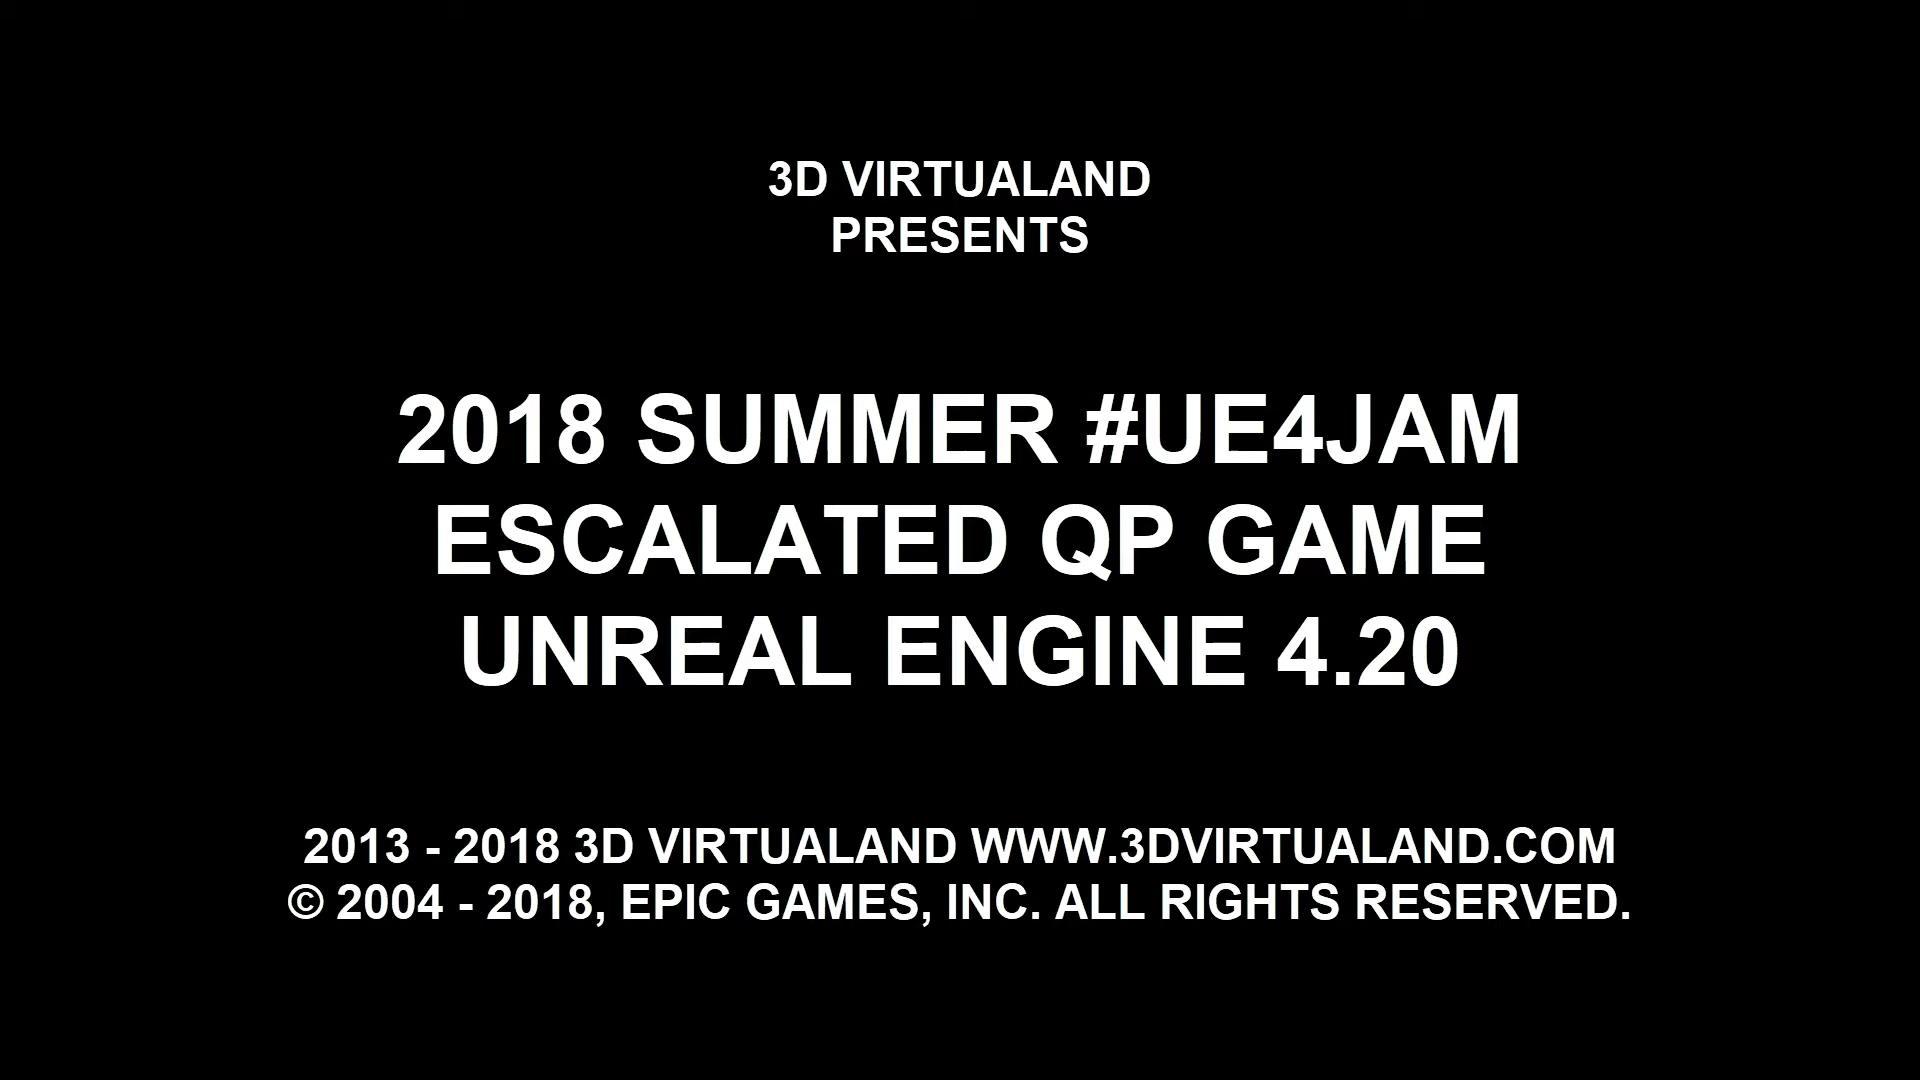 3D VIRTUALAND
PRESENTS
2018 SUMMER #UE4JAM
ESCALATED QP GAME
UNREAL ENGINE 4.20
2013 - 2018 3D VIRTUALAND WWW.3DVIRTUALAND.COM
© 2004 - 2018, EPIC GAMES, INC. ALL RIGHTS RESERVED.